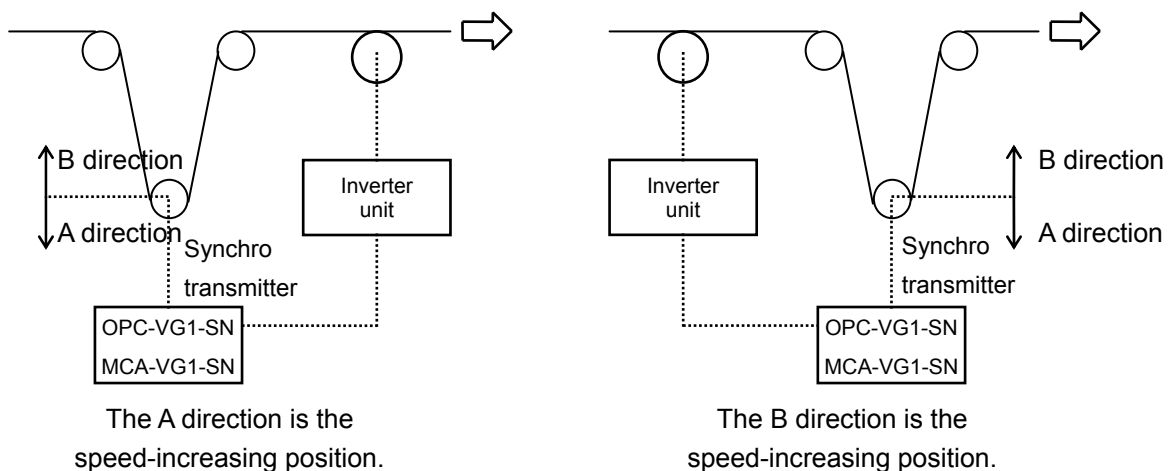 B direction
A direction
Synchro
transmitter
Inverter
unit
OPC-VG1-SN
MCA-VG1-SN
The A direction is the
speed-increasing position.
Inverter
unit
B direction
A direction
Synchro
transmitter
OPC-VG1-SN
MCA-VG1-SN
The B direction is the
speed-increasing position.